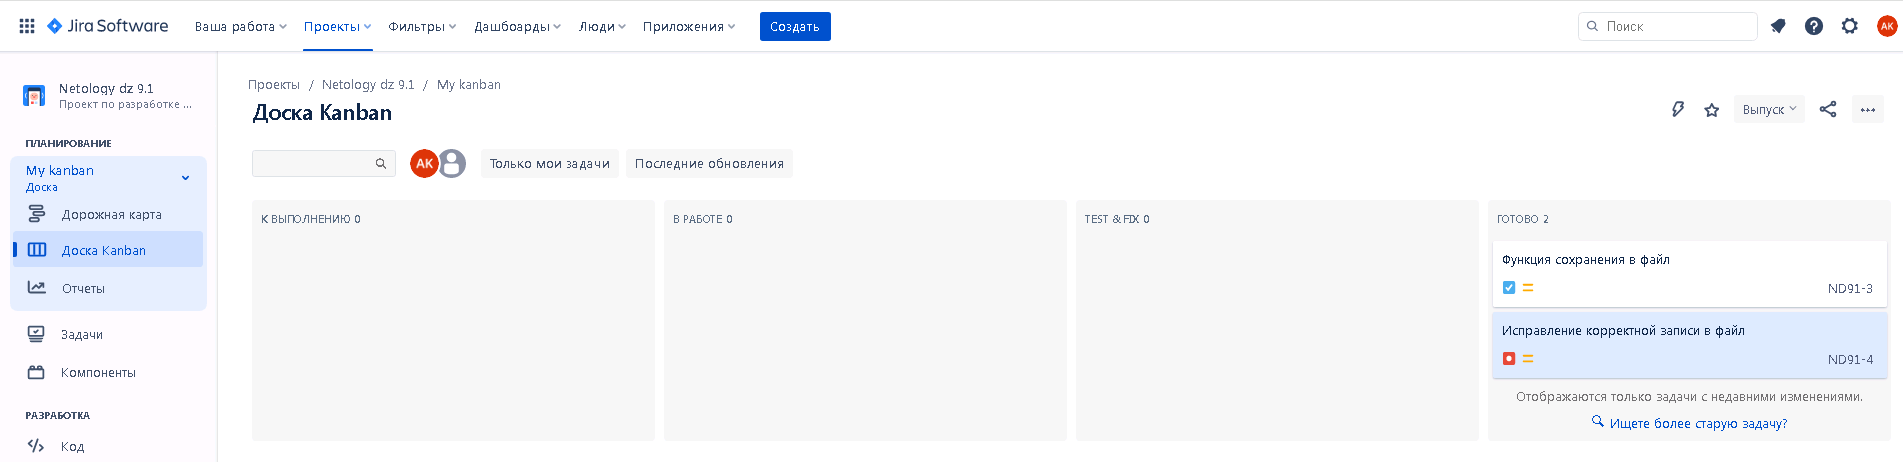 Jira Software Ваша работа Проекты Фильтры Дашбоарды Люди Приложения Создать Поиск AK
Netology dz 9.1
Проект по разработке ...
ПЛАНИРОВАНИЕ
My kanban
Доска
Дорожная карта
Доска Kanban
Отчеты
Задачи
Компоненты
РАЗРАБОТКА
Код
Проекты / Netology dz 9.1 / My kanban
Доска Kanban
Выпуск
AK Только мои задачи Последние обновления
К ВЫПОЛНЕНИЮ 0
В РАБОТЕ 0
TEST & FIX 0
ГОТОВО 2
Функция сохранения в файл
ND91-3
Исправление корректной записи в файл
ND91-4
Отображаются только задачи с недавними изменениями.
Ищете более старую задачу?